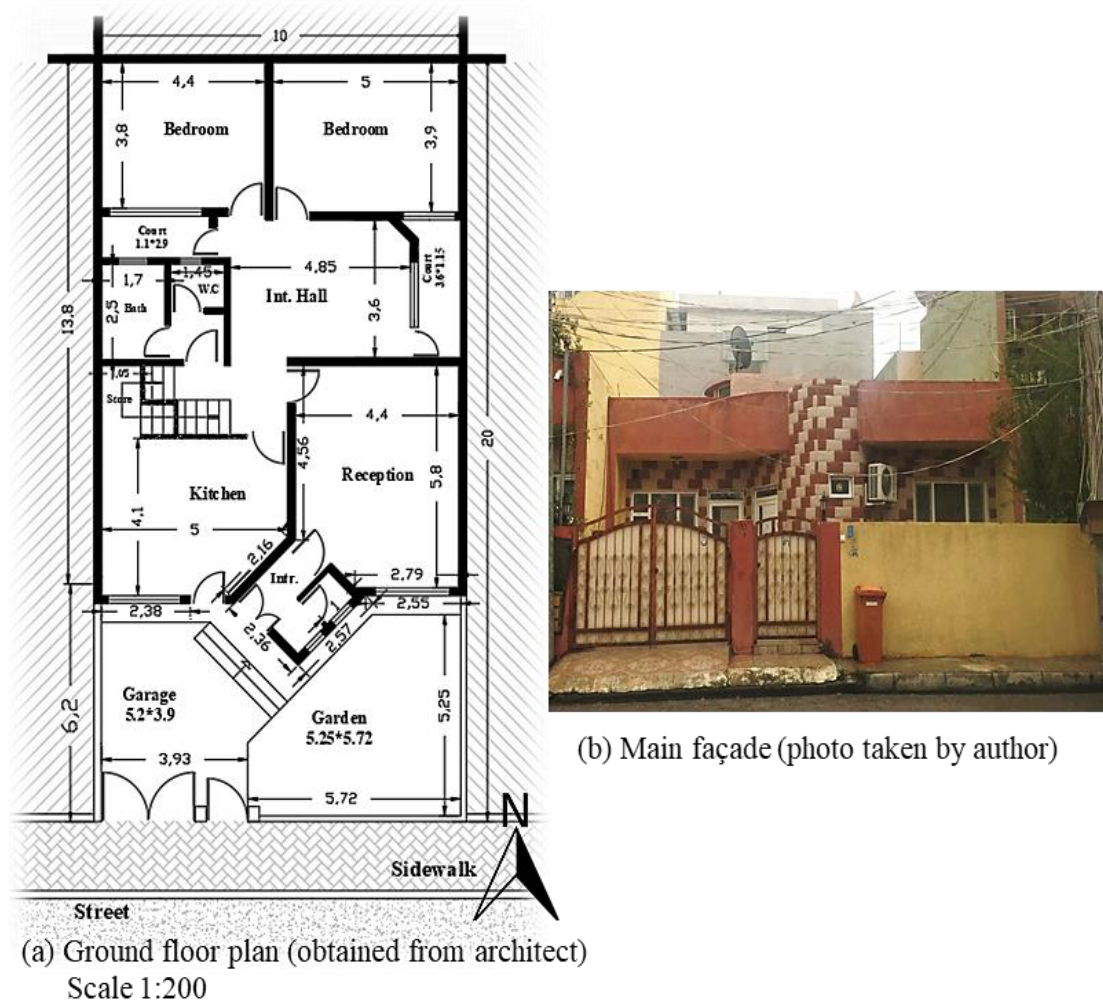 10
4,4
5
Bedroom
Bedroom
3,8
3,9
Court
1.1*2.9
Court
3.6*1.15
1,7
1,45
W.C
Bath
2,5
4,85
Int. Hall
3,6
13,8
20
1,05
Store
4,4
4,56
Reception
5,8
Kitchen
4,1
5
2,16
Intr.
2,79
2,38
2,55
1
2,36
2,57
Garage
5.2*3.9
Garden
5.25*5.72
5,25
6,2
3,93
5,72
N
Sidewalk
Street
(a) Ground floor plan (obtained from architect)
Scale 1:200
(b) Main façade (photo taken by author)